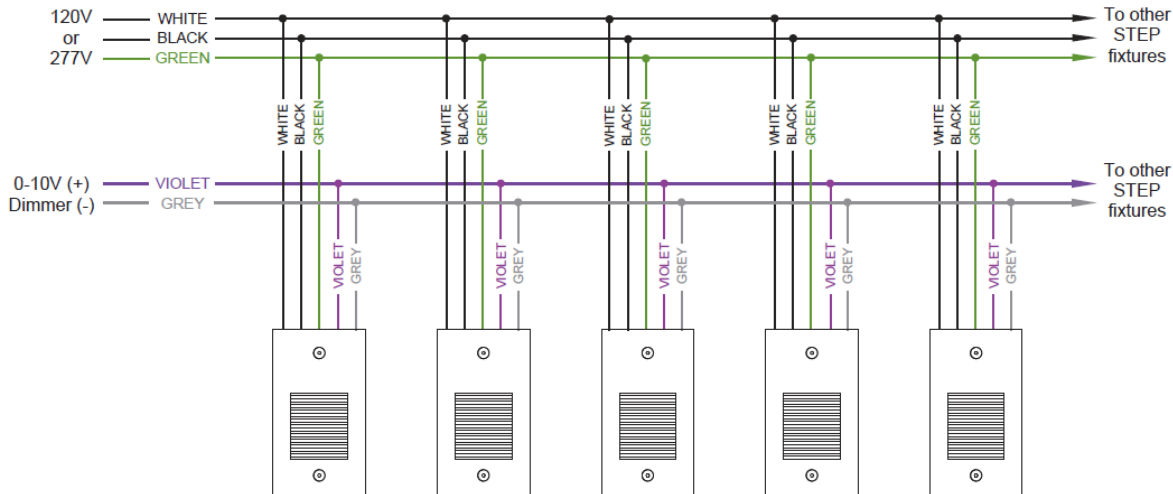 120V
or
277V
WHITE
BLACK
GREEN
To other
STEP
fixtures
WHITE
BLACK
GREEN
WHITE
BLACK
GREEN
WHITE
BLACK
GREEN
WHITE
BLACK
GREEN
WHITE
BLACK
GREEN
0-10V (+)
Dimmer (-)
VIOLET
GREY
To other
STEP
fixtures
VIOLET
GREY
VIOLET
GREY
VIOLET
GREY
VIOLET
GREY
VIOLET
GREY